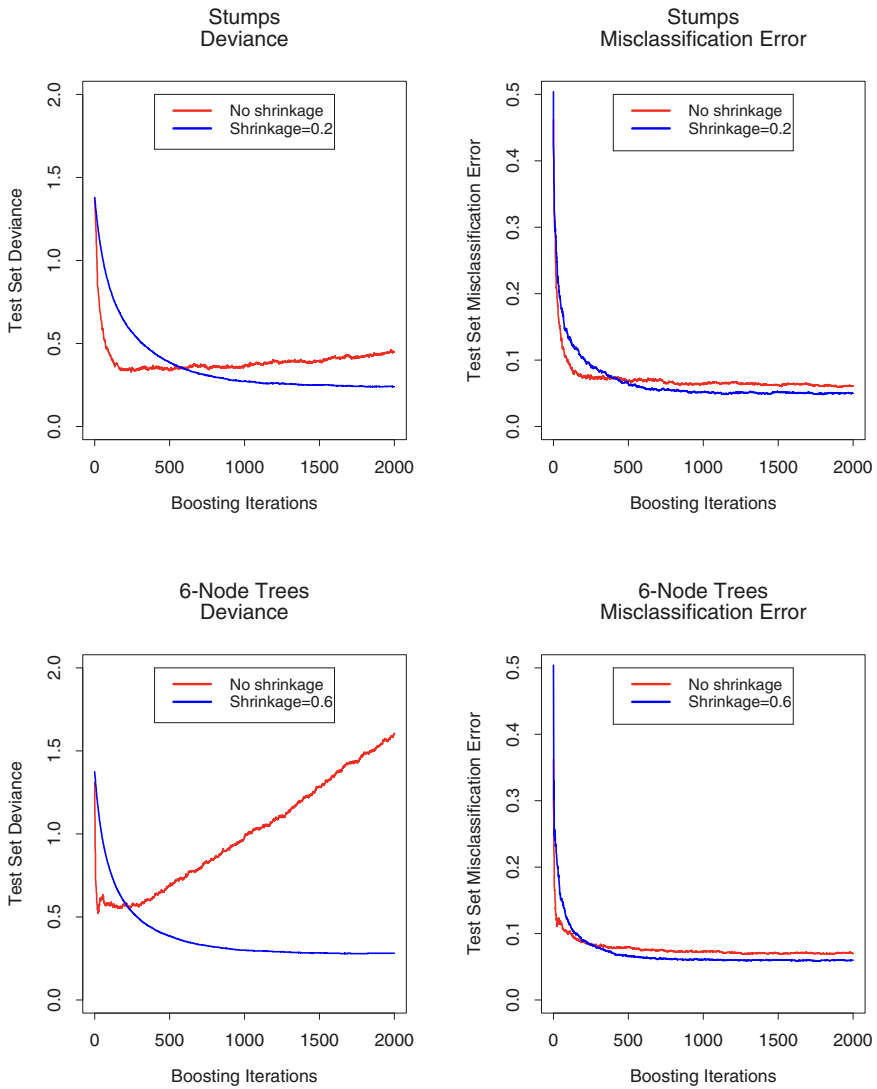 Stumps
Deviance
No shrinkage
Shrinkage=0.2
Test Set Deviance
0.0 0.5 1.0 1.5 2.0
0 500 1000 1500 2000
Boosting Iterations
Stumps
Misclassification Error
No shrinkage
Shrinkage=0.2
Test Set Misclassification Error
0.0 0.1 0.2 0.3 0.4 0.5
0 500 1000 1500 2000
Boosting Iterations
6-Node Trees
Deviance
No shrinkage
Shrinkage=0.6
Test Set Deviance
0.0 0.5 1.0 1.5 2.0
0 500 1000 1500 2000
Boosting Iterations
6-Node Trees
Misclassification Error
No shrinkage
Shrinkage=0.6
Test Set Misclassification Error
0.0 0.1 0.2 0.3 0.4 0.5
0 500 1000 1500 2000
Boosting Iterations